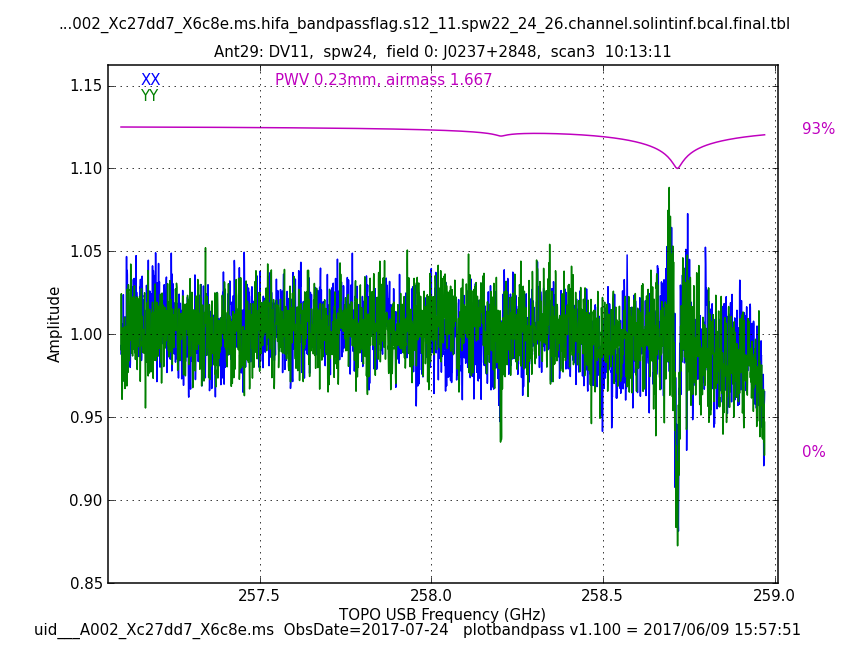 ...002_Xc27dd7_X6c8e.ms.hifa_bandpassflag.s12_11.spw22_24_26.channel.solintinf.bcal.final.tbl
Ant29: DV11,  spw24,  field 0: J0237+2848,  scan3  10:13:11
XX
PWV 0.23mm, airmass 1.667
YY
1.15
93%
1.10
1.05
1.00
Amplitude
0.95
0%
0.90
0.85
257.5 258.0 258.5 259.0
TOPO USB Frequency (GHz)
uid___A002_Xc27dd7_X6c8e.ms  ObsDate=2017-07-24   plotbandpass v1.100 = 2017/06/09 15:57:51